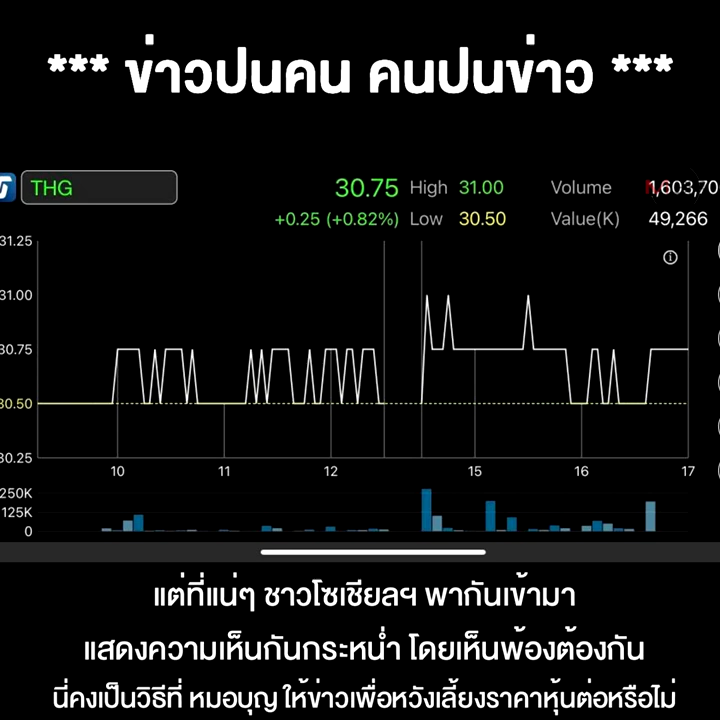 *** ข่าวปนคน คนปนข่าว ***
THG 30.75 High 31.00 Volume 1,603,70
+0.25 (+0.82%) Low 30.50 Value(K) 49,266
31.25
31.00
30.75
30.50
30.25
10 11 12 15 16 17
250K
125K
0
แต่ที่แน่ๆ ชาวโซเชียลฯ พากันเข้ามา
แสดงความเห็นกันกระหน่ำ โดยเห็นพ้องต้องกัน
นี่คงเป็นวิธีที่ หมอบุญ ให้ข่าวเพื่อหวังเลี้ยงราคาหุ้นต่อหรือไม่